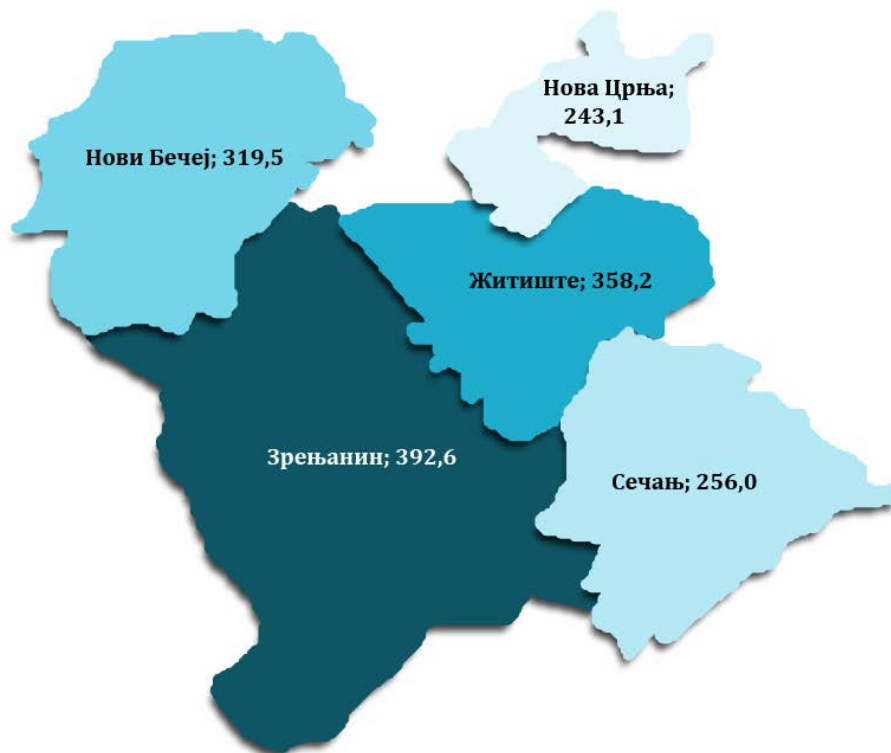 Нова Црња;
243,1
Нови Бечеј; 319,5
Житиште; 358,2
Зрењанин; 392,6
Сечањ; 256,0